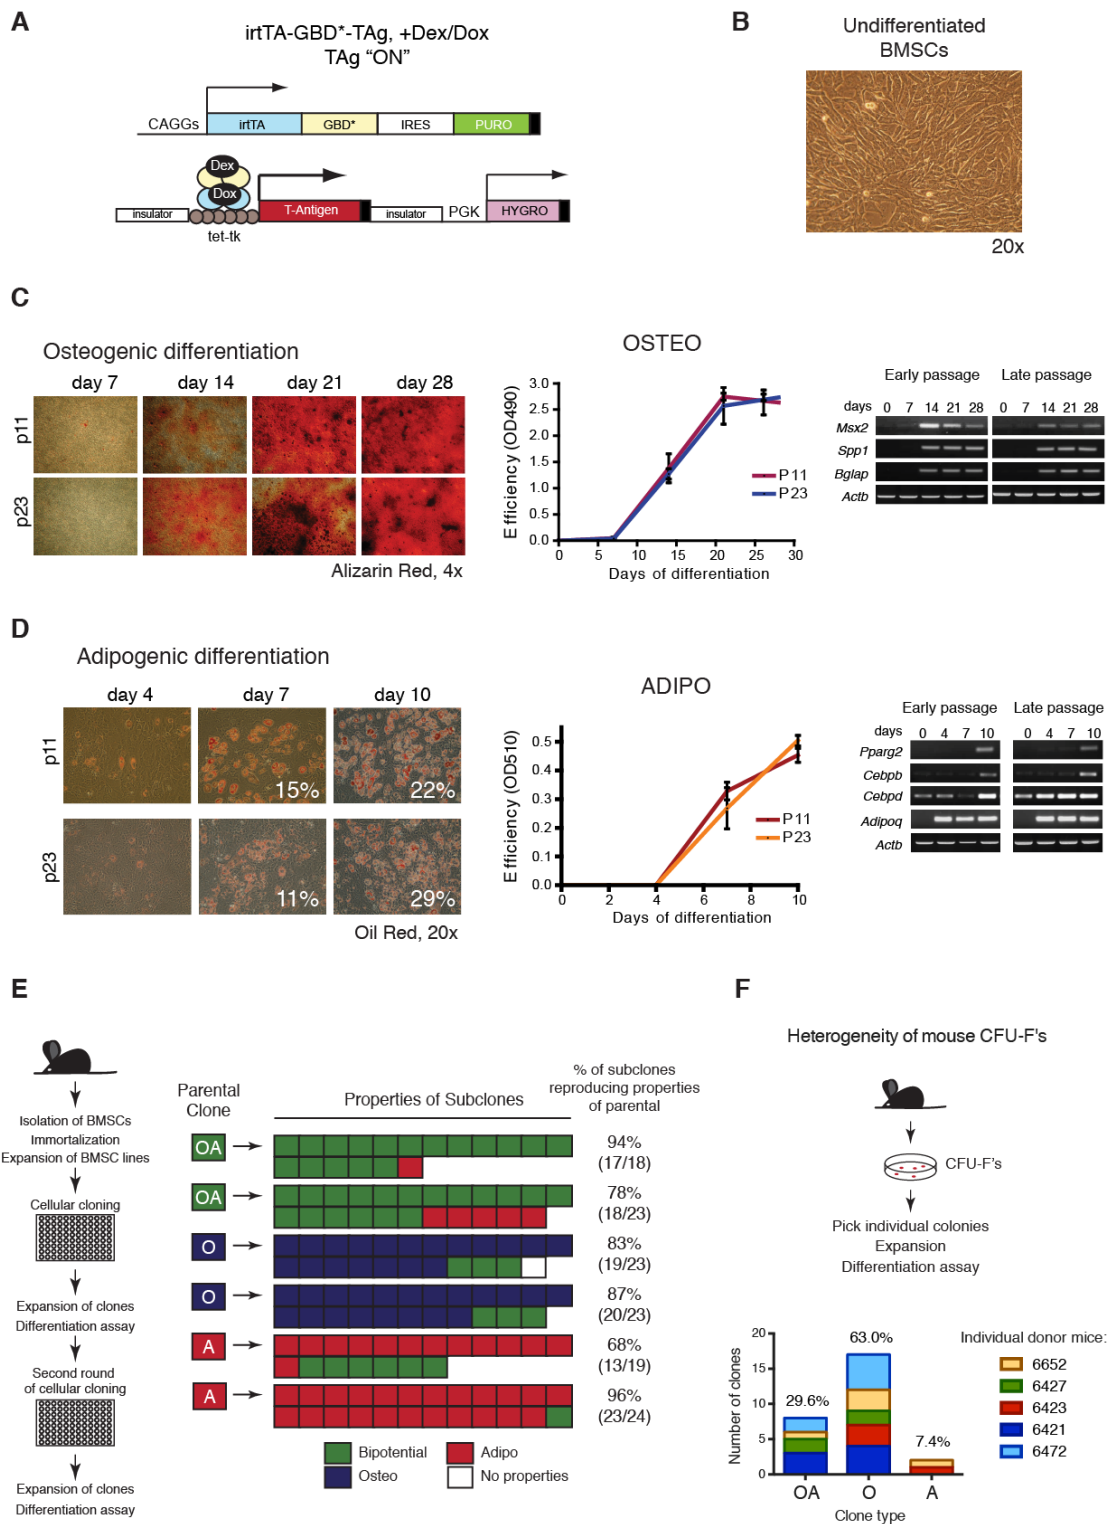 A
irtTA-GBD*-TAg, +Dex/Dox
TAg “ON”
CAGGs
irtTA
GBD*
IRES
PURO
Dex
Dox
insulator
T-Antigen
insulator
PGK
HYGRO
tet-tk
B
Undifferentiated
BMSCs
20x
C
Osteogenic differentiation
day 7
day 14
day 21
day 28
p11
p23
Alizarin Red, 4x
OSTEO
Efficiency (OD490)
3.0
2.5
2.0
1.5
1.0
0.5
0.0
0 5 10 15 20 25 30
Days of differentiation
P11
P23
Early passage
Late passage
days 0 7 14 21 28 0 7 14 21 28
Msx2
Spp1
Bglap
Actb
D
Adipogenic differentiation
day 4
day 7
day 10
p11
15%
22%
p23
11%
29%
Oil Red, 20x
ADIPO
Efficiency (OD510)
0.5
0.4
0.3
0.2
0.1
0.0
0 2 4 6 8 10
Days of differentiation
P11
P23
Early passage
Late passage
days 0 4 7 10 0 4 7 10
Pparg2
Cebpb
Cebpd
Adipoq
Actb
E
Isolation of BMSCs
Immortalization
Expansion of BMSC lines
Cellular cloning
Expansion of clones
Differentiation assay
Second round
of cellular cloning
Expansion of clones
Differentiation assay
Parental
Clone
Properties of Subclones
% of subclones
reproducing properties
of parental
OA
94%
(17/18)
OA
78%
(18/23)
O
83%
(19/23)
O
87%
(20/23)
A
68%
(13/19)
A
96%
(23/24)
Bipotential
Adipo
Osteo
No properties
F
Heterogeneity of mouse CFU-F's
CFU-F's
Pick individual colonies
Expansion
Differentiation assay
Number of clones
20
15
10
5
0
29.6%
63.0%
7.4%
OA O A
Clone type
Individual donor mice:
6652
6427
6423
6421
6472